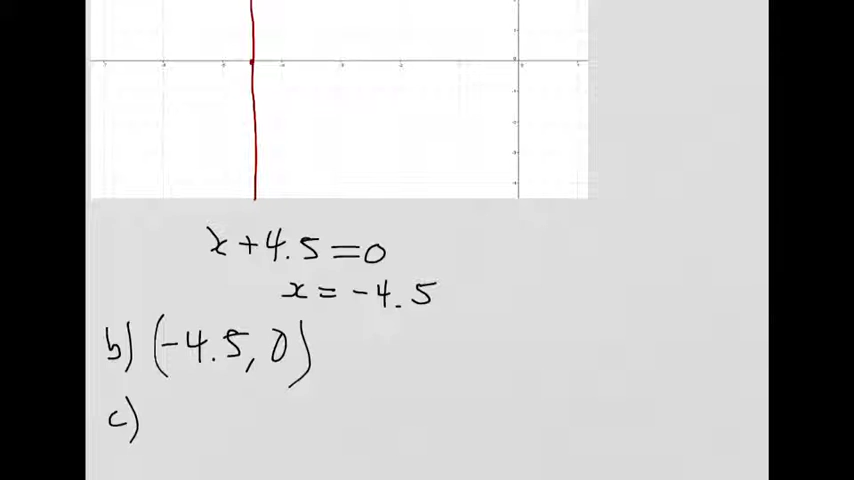 x+4.5=0
x=-4.5
b) (-4.5, 0)
c)